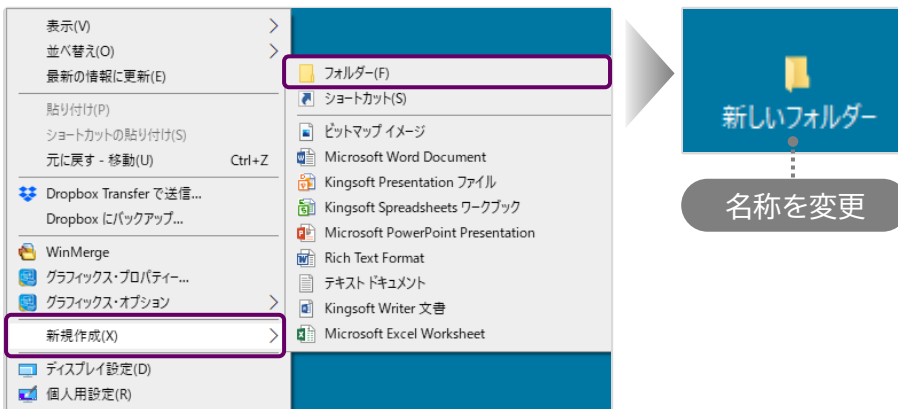 表示(V)
並べ替え(O)
最新の情報に更新(E)
貼り付け(P)
ショートカットの貼り付け(S)
元に戻す - 移動(U) Ctrl+Z
Dropbox Transfer で送信...
Dropbox にバックアップ...
WinMerge
グラフィックス・プロパティー...
グラフィックス・オプション
新規作成(X)
ディスプレイ設定(D)
個人用設定(R)
フォルダー(F)
ショートカット(S)
ビットマップ イメージ
Microsoft Word Document
Kingsoft Presentation ファイル
Kingsoft Spreadsheets ワークブック
Microsoft PowerPoint Presentation
Rich Text Format
テキスト ドキュメント
Kingsoft Writer 文書
Microsoft Excel Worksheet
新しいフォルダー
名称を変更